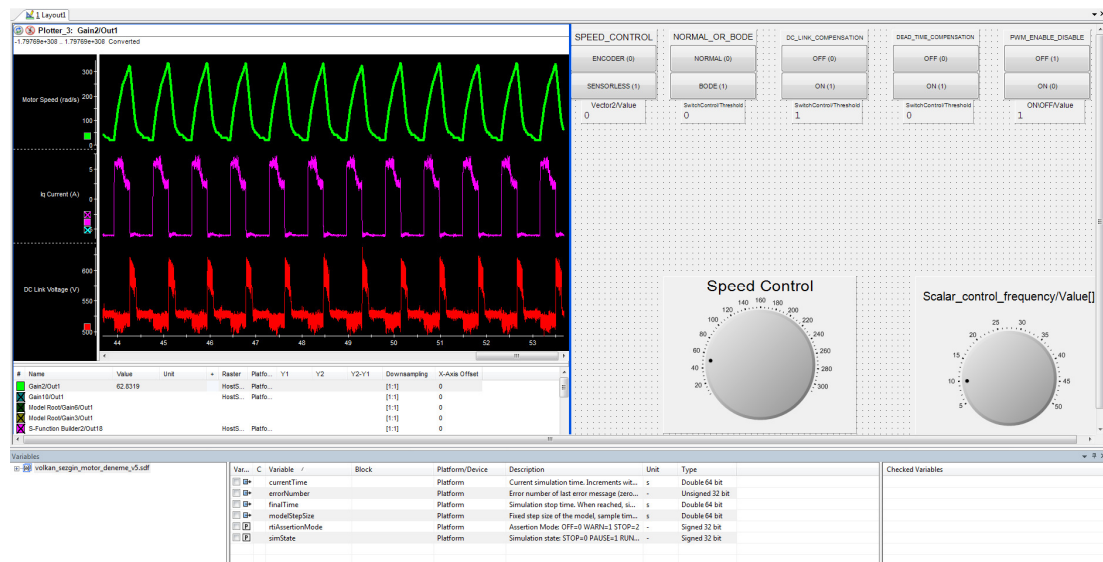 1 Layout1
Plotter_3: Gain2/Out1
-1.79769e+308 .. 1.79769e+308 Converted
Motor Speed (rad/s)
300
200
100
0
Iq Current (A)
5
0
DC Link Voltage (V)
600
550
500
44 45 46 47 48 49 50 51 52 53
# Name Value Unit Raster Platfo... Y1 Y2 Y2-Y1 Downsampling X-Axis Offset
Gain2/Out1 62.8319 HostS... Platfo... [1:1] 0
Gain10/Out1 HostS... Platfo... [1:1] 0
Model Root/Gain6/Out1 [1:1] 0
Model Root/Gain3/Out1 [1:1] 0
S-Function Builder2/Out18 HostS... Platfo... [1:1] 0
SPEED_CONTROL NORMAL_OR_BODE DC_LINK_COMPENSATION DEAD_TIME_COMPENSATION PWM_ENABLE_DISABLE
ENCODER (0) NORMAL (0) OFF (0) OFF (0) OFF (1)
SENSORLESS (1) BODE (1) ON (1) ON (1) ON (0)
Vector2/Value SwitchControl/Threshold SwitchControl/Threshold SwitchControl/Threshold ON\OFF/Value
0 0 1 0 1
Speed Control
20 40 60 80 100 120 140 160 180 200 220 240 260 280 300
Scalar_control_frequency/Value[]
5 10 15 20 25 30 35 40 45 50
Variables
volkan_sezgin_motor_deneme_v5.sdf
Var... C Variable / Block Platform/Device Description Unit Type
currentTime Platform Current simulation time. Increments wit... s Double 64 bit
errorNumber Platform Error number of last error message (zero... - Unsigned 32 bit
finalTime Platform Simulation stop time. When reached, si... s Double 64 bit
modelStepSize Platform Fixed step size of the model, sample tim... s Double 64 bit
P rtiAssertionMode Platform Assertion Mode: OFF=0 WARN=1 STOP=2 - Signed 32 bit
P simState Platform Simulation state: STOP=0 PAUSE=1 RUN... - Signed 32 bit
Checked Variables